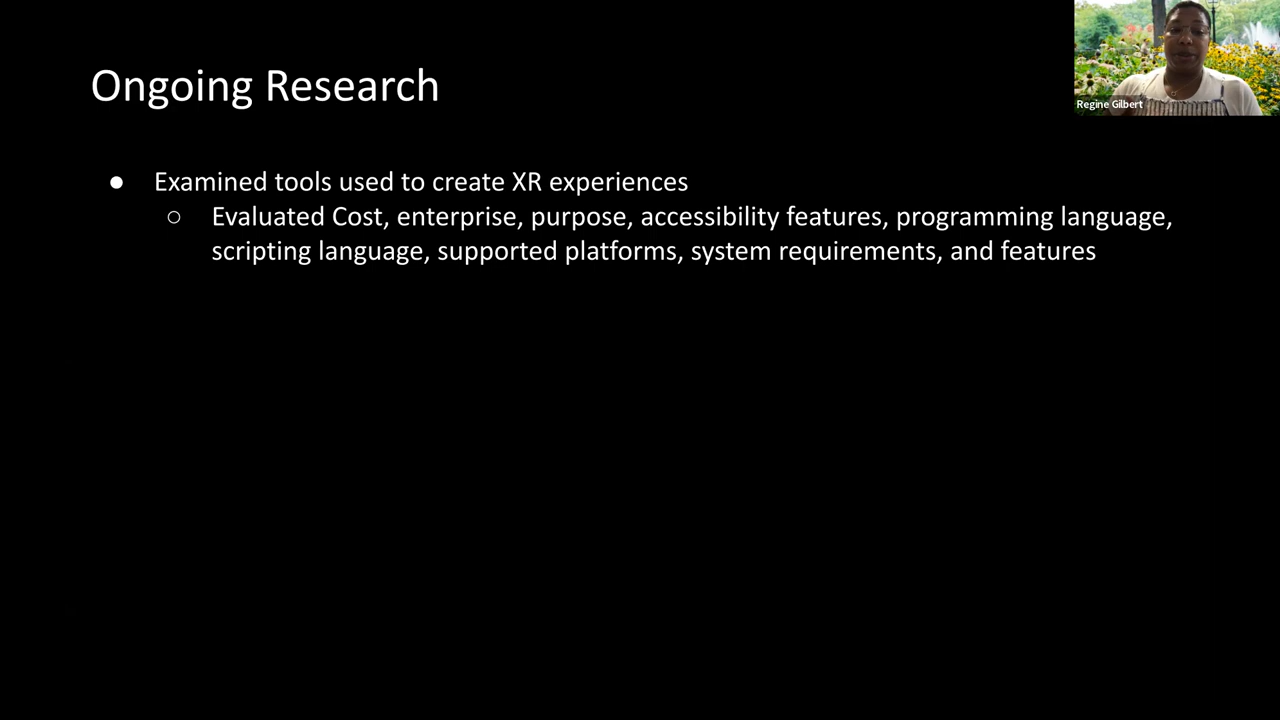 Ongoing Research
Regine Gilbert
● Examined tools used to create XR experiences
○ Evaluated Cost, enterprise, purpose, accessibility features, programming language,
scripting language, supported platforms, system requirements, and features